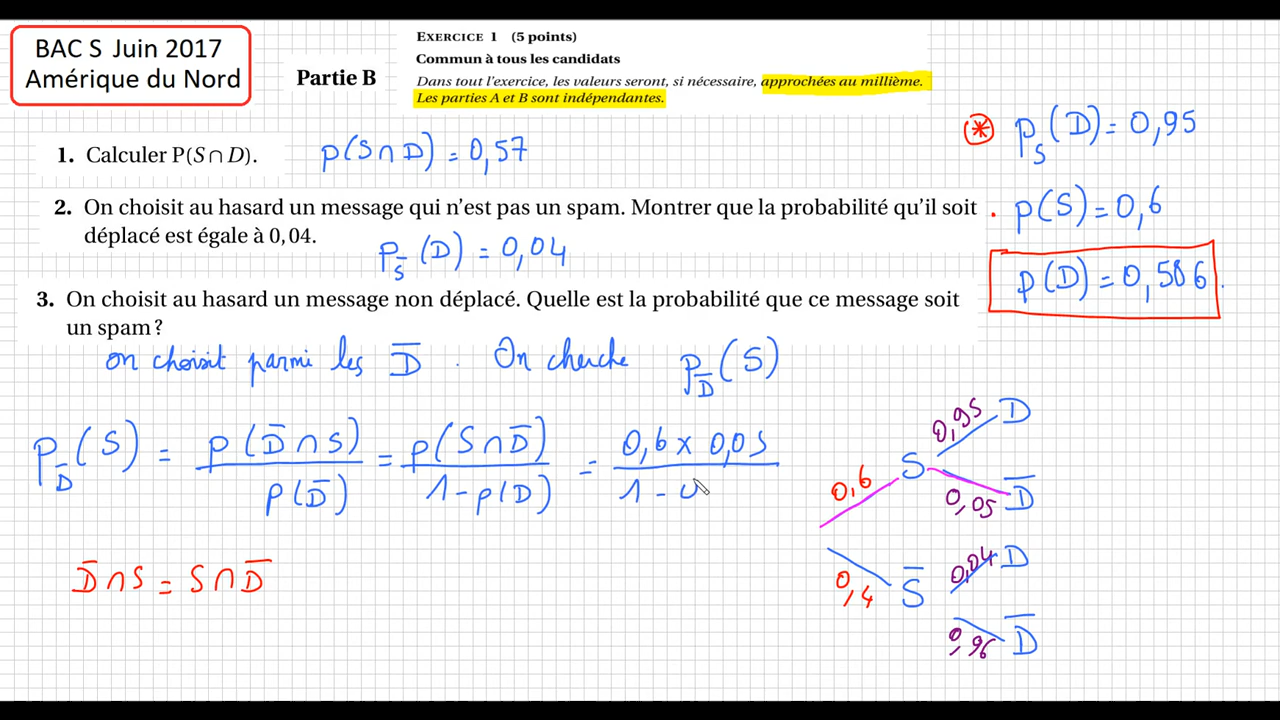 BAC S Juin 2017
Amérique du Nord
Partie B
EXERCICE 1 (5 points)
Commun à tous les candidats
Dans tout l'exercice, les valeurs seront, si nécessaire, approchées au millième.
Les parties A et B sont indépendantes.
1. Calculer P(S∩D). p(S∩D) = 0,57
⊛ p_S(D) = 0,95
2. On choisit au hasard un message qui n'est pas un spam. Montrer que la probabilité qu'il soit
déplacé est égale à 0,04. p_S̅(D) = 0,04
. p(S) = 0,6
p(D) = 0,586.
3. On choisit au hasard un message non déplacé. Quelle est la probabilité que ce message soit
un spam ?
on choisit parmi les D̅. On cherche p_D̅(S)
p_D̅(S) = p(D̅∩S)/p(D̅) = p(S∩D̅)/(1-p(D)) = (0,6 × 0,05)/(1 - 0
D̅∩S = S∩D̅
0,95 D
0,6 S
0,05 D̅
0,04 D
0,4 S̅
0,96 D̅